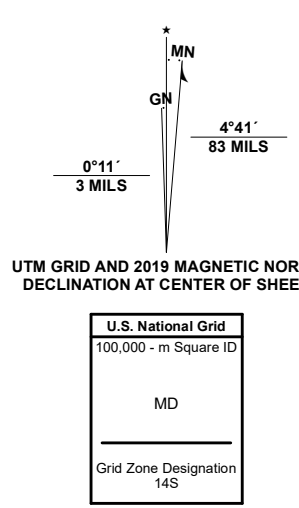 ★
MN
GN
4°41´
83 MILS
0°11´
3 MILS
UTM GRID AND 2019 MAGNETIC NOR
DECLINATION AT CENTER OF SHEE
U.S. National Grid
100,000 - m Square ID
MD
Grid Zone Designation
14S